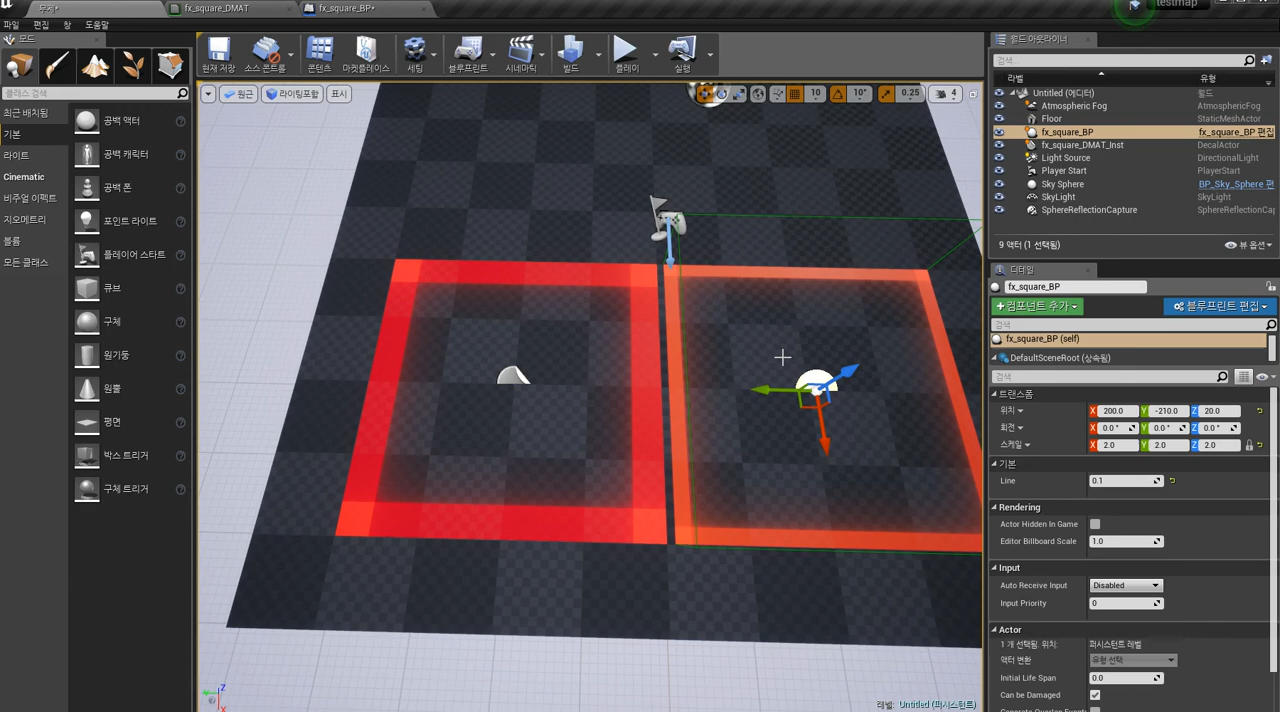 무제*
fx_square_DMAT
fx_square_BP*
testmap
파일 편집 창 도움말
모드
현재 저장
소스 콘트롤
콘텐츠
마켓플레이스
세팅
블루프린트
시네마틱
빌드
플레이
실행
클래스 검색
최근 배치됨
기본
라이트
Cinematic
비주얼 이펙트
지오메트리
볼륨
모든 클래스
공백 액터
공백 캐릭터
공백 폰
포인트 라이트
플레이어 스타트
큐브
구체
원기둥
원뿔
평면
박스 트리거
구체 트리거
원근
라이팅포함
표시
10
10°
0.25
4
레벨: Untitled (퍼시스턴트)
월드 아웃라이너
검색...
라벨 유형
Untitled (에디터) 월드
Atmospheric Fog AtmosphericFog
Floor StaticMeshActor
fx_square_BP fx_square_BP 편집
fx_square_DMAT_Inst DecalActor
Light Source DirectionalLight
Player Start PlayerStart
Sky Sphere BP_Sky_Sphere 편
SkyLight SkyLight
SphereReflectionCapture SphereReflectionCapture
9 액터 (1 선택됨) 뷰 옵션
디테일
fx_square_BP
+컴포넌트 추가 블루프린트 편집
검색
fx_square_BP (self)
DefaultSceneRoot (상속됨)
검색
트랜스폼
위치 X 200.0 Y -210.0 Z 20.0
회전 X 0.0 ° Y 0.0 ° Z 0.0 °
스케일 X 2.0 Y 2.0 Z 2.0
기본
Line 0.1
Rendering
Actor Hidden In Game
Editor Billboard Scale 1.0
Input
Auto Receive Input Disabled
Input Priority 0
Actor
1 개 선택됨. 위치: 퍼시스턴트 레벨
액터 변환 유형 선택
Initial Life Span 0.0
Can be Damaged
Generate Overlap Event